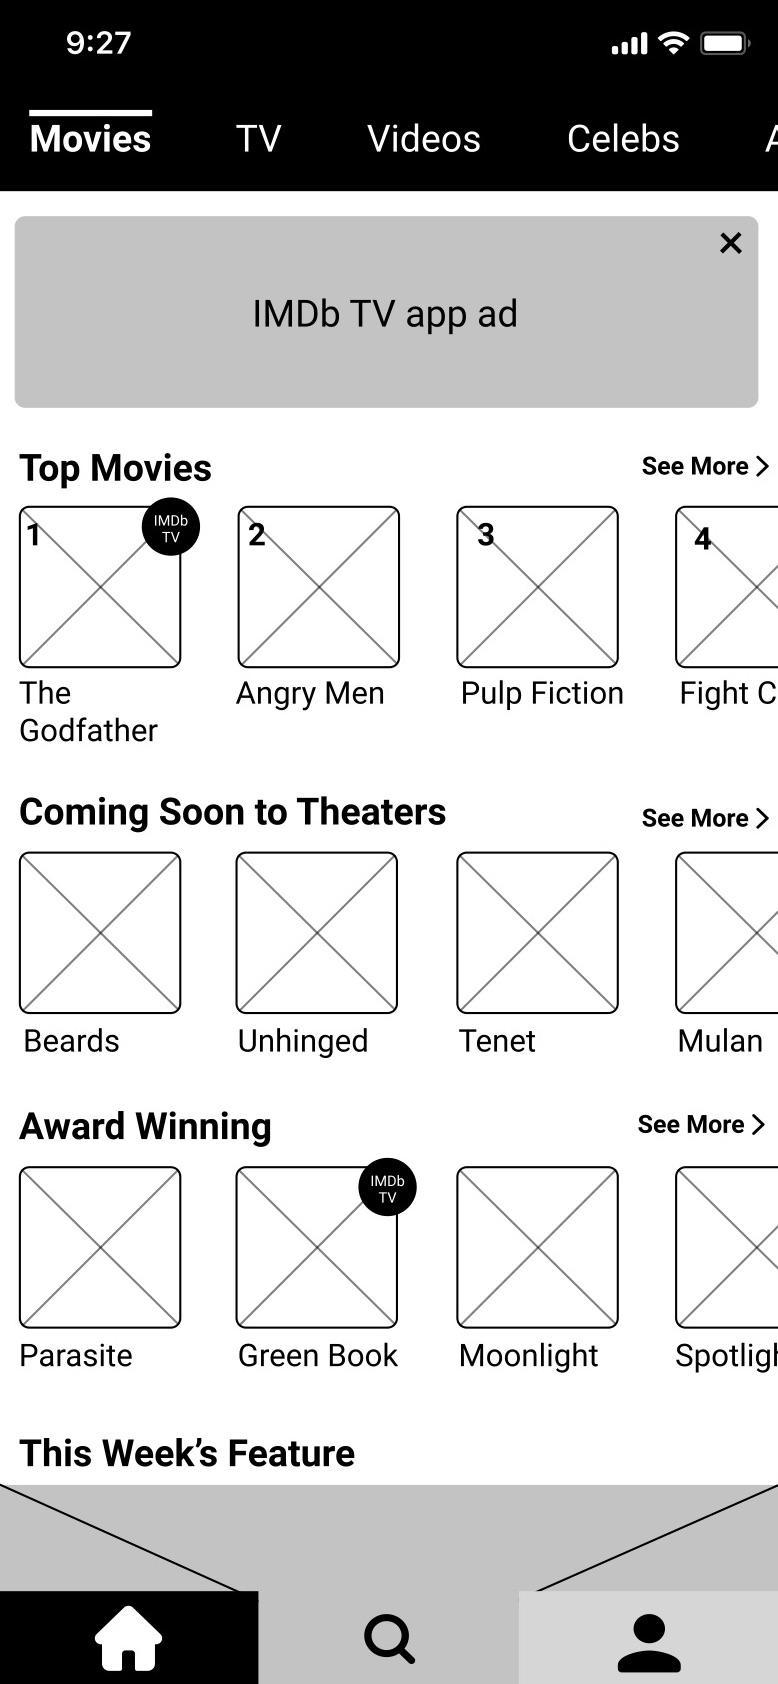 9:27
Movies TV Videos Celebs A
IMDb TV app ad
Top Movies See More
1 IMDb TV 2 3 4
The Godfather Angry Men Pulp Fiction Fight C
Coming Soon to Theaters See More
Beards Unhinged Tenet Mulan
Award Winning See More
IMDb TV
Parasite Green Book Moonlight Spotligh
This Week’s Feature